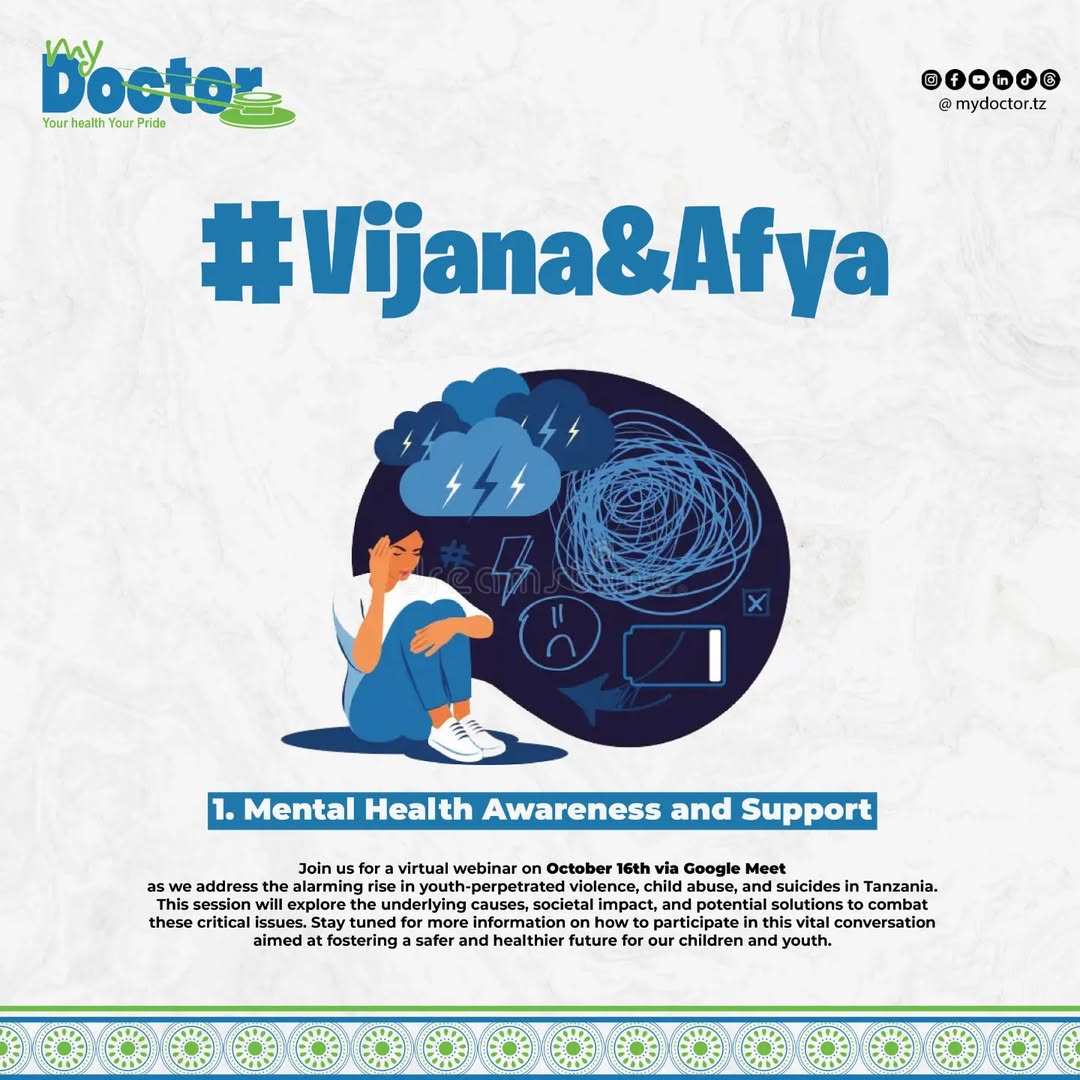 My
Doctor
Your health Your Pride
@ mydoctor.tz
#Vijana&Afya
dreamstime.
1. Mental Health Awareness and Support
Join us for a virtual webinar on October 16th via Google Meet
as we address the alarming rise in youth-perpetrated violence, child abuse, and suicides in Tanzania.
This session will explore the underlying causes, societal impact, and potential solutions to combat
these critical issues. Stay tuned for more information on how to participate in this vital conversation
aimed at fostering a safer and healthier future for our children and youth.